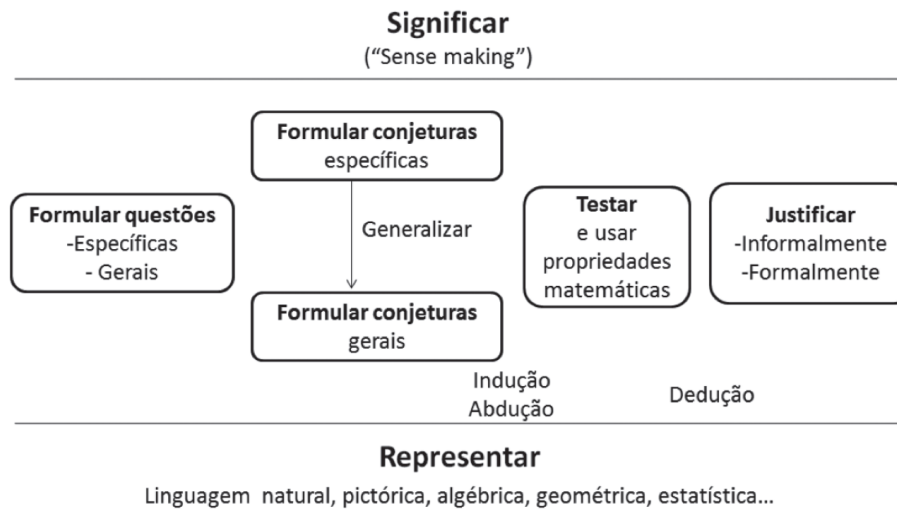 Significar
(“Sense making”)
Formular conjeturas
específicas
Formular questões
-Específicas
- Gerais
Generalizar
Testar
e usar
propriedades
matemáticas
Justificar
-Informalmente
-Formalmente
Formular conjeturas
gerais
Indução
Abdução
Dedução
Representar
Linguagem natural, pictórica, algébrica, geométrica, estatística...